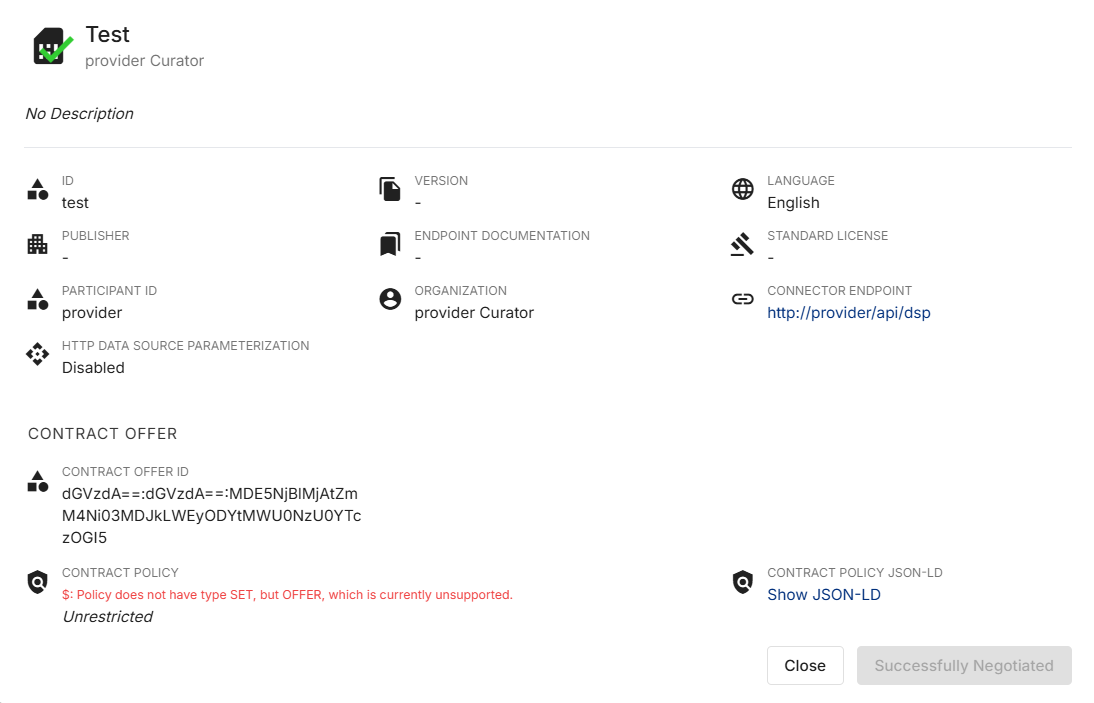 Test
provider Curator
No Description
ID
test
VERSION
-
LANGUAGE
English
PUBLISHER
-
ENDPOINT DOCUMENTATION
-
STANDARD LICENSE
-
PARTICIPANT ID
provider
ORGANIZATION
provider Curator
CONNECTOR ENDPOINT
http://provider/api/dsp
HTTP DATA SOURCE PARAMETERIZATION
Disabled
CONTRACT OFFER
CONTRACT OFFER ID
dGVzdA==:dGVzdA==:MDE5NjBlMjAtZm
M4Ni03MDJkLWEyODYtMWU0NzU0YTc
zOGI5
CONTRACT POLICY
$: Policy does not have type SET, but OFFER, which is currently unsupported.
Unrestricted
CONTRACT POLICY JSON-LD
Show JSON-LD
Close
Successfully Negotiated